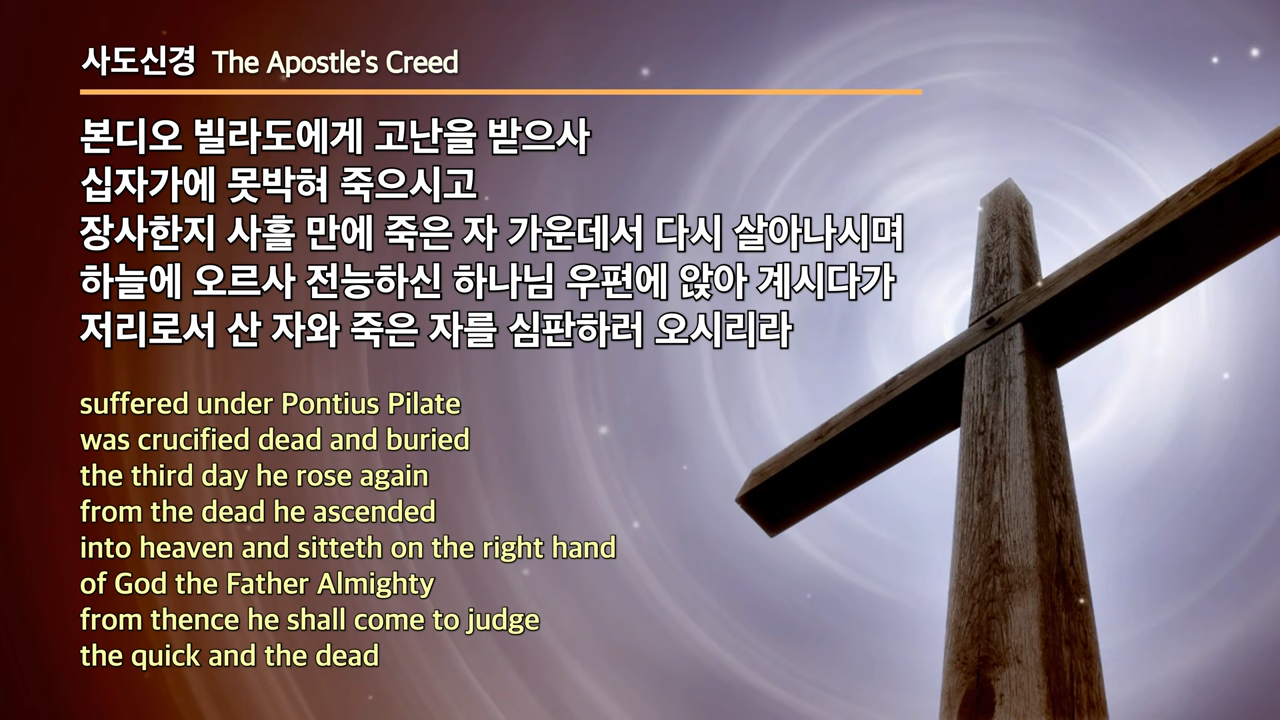 사도신경 The Apostle's Creed
본디오 빌라도에게 고난을 받으사
십자가에 못박혀 죽으시고
장사한지 사흘 만에 죽은 자 가운데서 다시 살아나시며
하늘에 오르사 전능하신 하나님 우편에 앉아 계시다가
저리로서 산 자와 죽은 자를 심판하러 오시리라
suffered under Pontius Pilate
was crucified dead and buried
the third day he rose again
from the dead he ascended
into heaven and sitteth on the right hand
of God the Father Almighty
from thence he shall come to judge
the quick and the dead